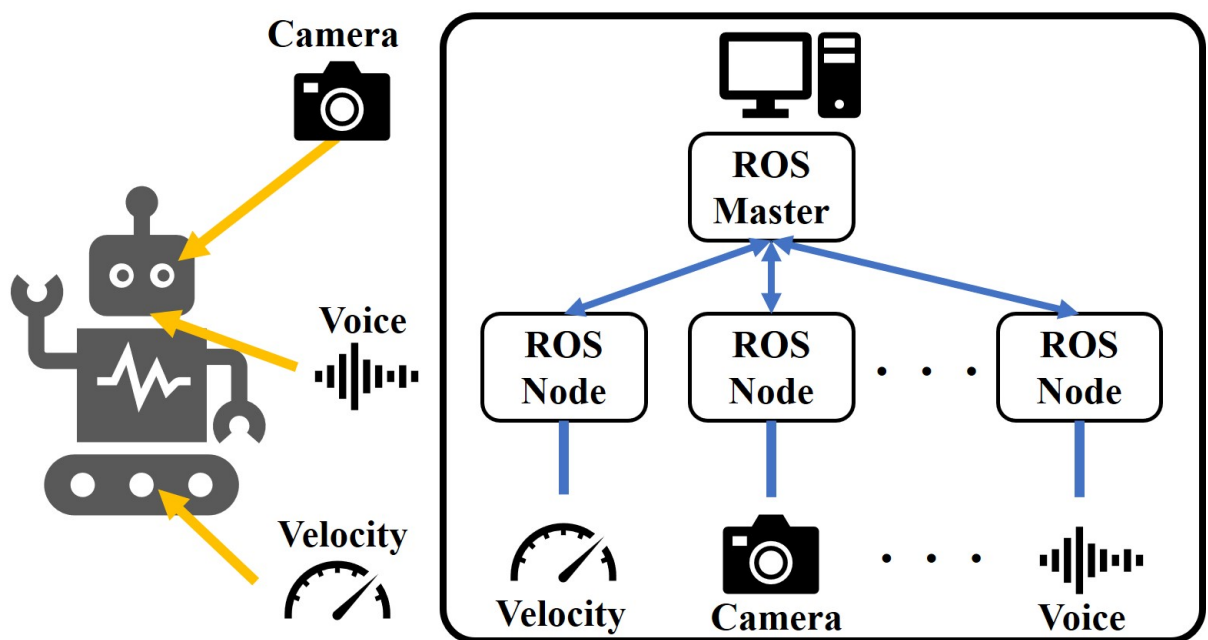 Camera
Voice
Velocity
ROS
Master
ROS
Node
ROS
Node
. . .
ROS
Node
Velocity
Camera
. . .
Voice